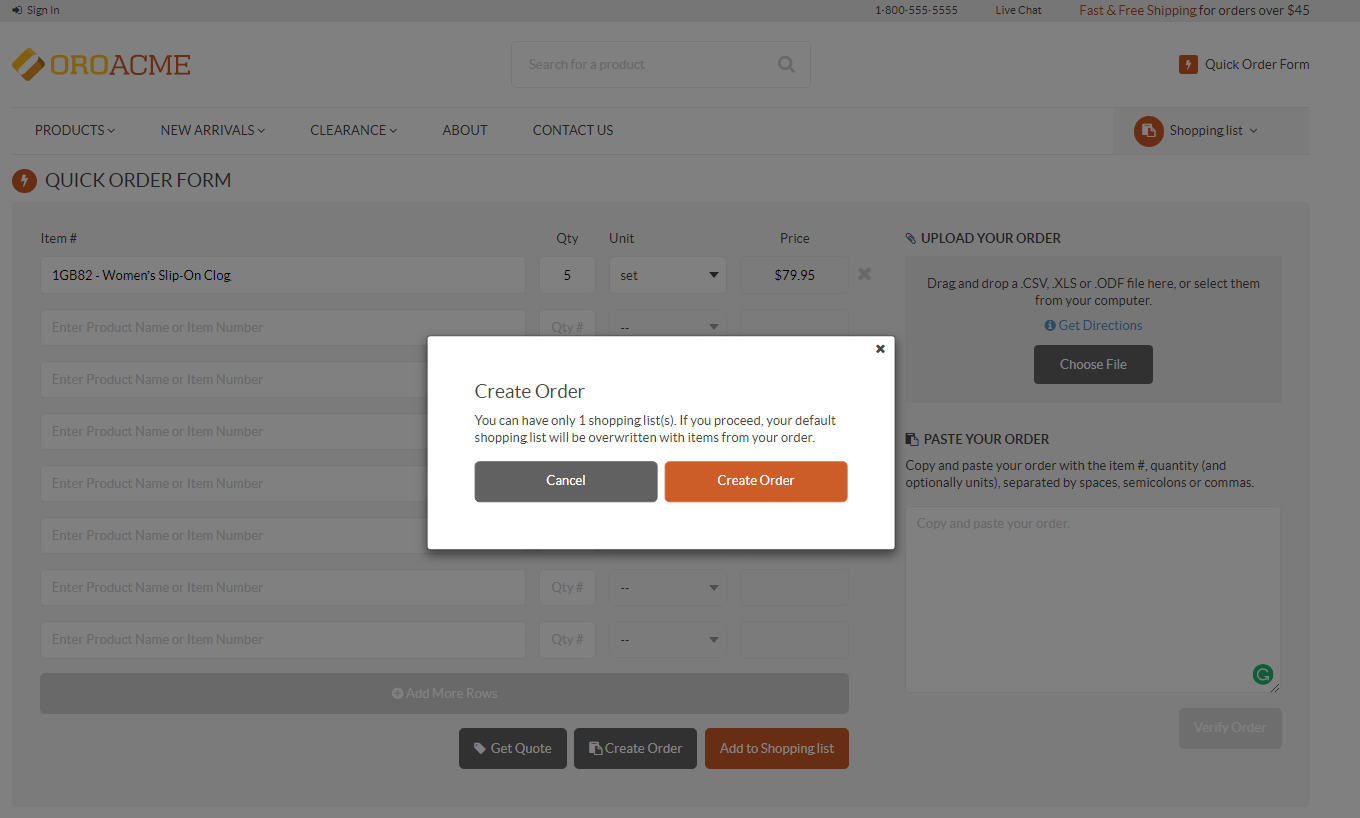 Sign In
1-800-555-5555
Live Chat
Fast & Free Shipping for orders over $45
OROACME
Search for a product
Quick Order Form
PRODUCTS
NEW ARRIVALS
CLEARANCE
ABOUT
CONTACT US
Shopping list
QUICK ORDER FORM
Item #
Qty
Unit
Price
1GB82 - Women's Slip-On Clog
5
set
$79.95
Enter Product Name or Item Number
Qty #
--
Enter Product Name or Item Number
Enter Product Name or Item Number
Enter Product Name or Item Number
Enter Product Name or Item Number
Enter Product Name or Item Number
Qty #
--
Enter Product Name or Item Number
Qty #
--
Add More Rows
Get Quote
Create Order
Add to Shopping list
UPLOAD YOUR ORDER
Drag and drop a .CSV, .XLS or .ODF file here, or select them
from your computer.
Get Directions
Choose File
PASTE YOUR ORDER
Copy and paste your order with the item #, quantity (and
optionally units), separated by spaces, semicolons or commas.
Copy and paste your order.
Verify Order
Create Order
You can have only 1 shopping list(s). If you proceed, your default
shopping list will be overwritten with items from your order.
Cancel
Create Order